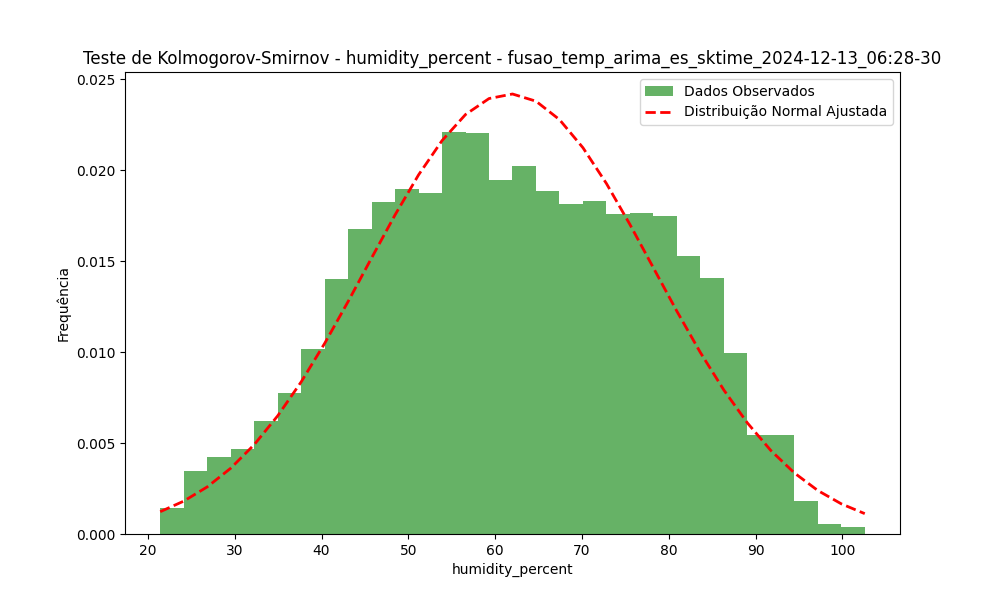 Teste de Kolmogorov-Smirnov - humidity_percent - fusao_temp_arima_es_sktime_2024-12-13_06:28-30
Dados Observados
Distribuição Normal Ajustada
Frequência
0.025
0.020
0.015
0.010
0.005
0.000
20 30 40 50 60 70 80 90 100
humidity_percent